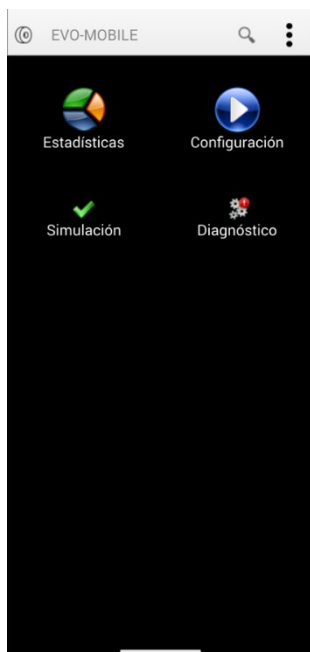 EVO-MOBILE
Estadísticas
Configuración
Simulación
Diagnóstico